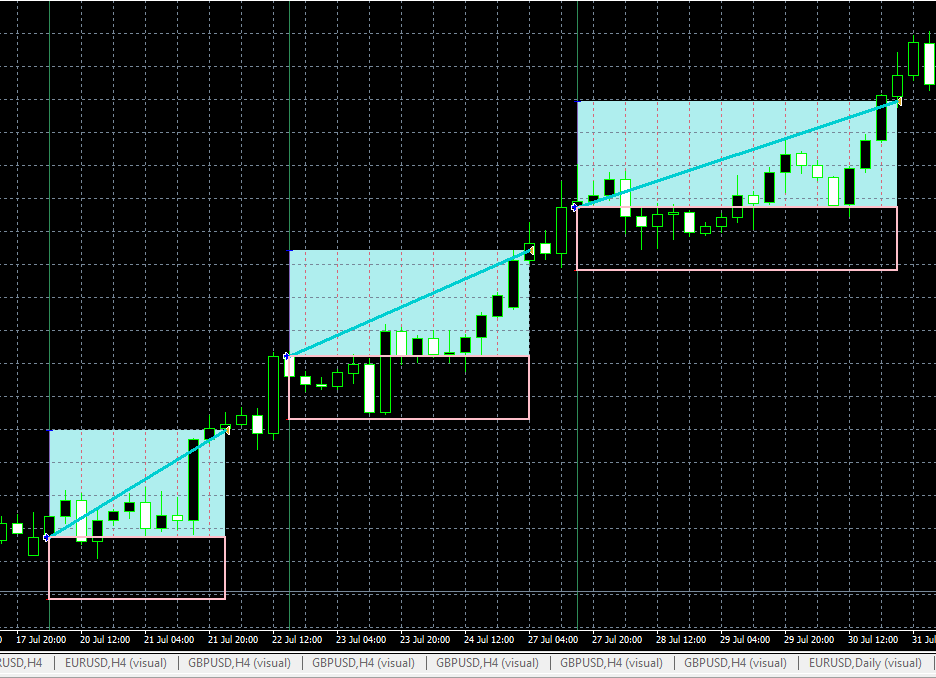 0 17 Jul 20:00 20 Jul 12:00 21 Jul 04:00 21 Jul 20:00 22 Jul 12:00 23 Jul 04:00 23 Jul 20:00 24 Jul 12:00 27 Jul 04:00 27 Jul 20:00 28 Jul 12:00 29 Jul 04:00 29 Jul 20:00 30 Jul 12:00 31 Jul
RUSD,H4 EURUSD,H4 (visual) GBPUSD,H4 (visual) GBPUSD,H4 (visual) GBPUSD,H4 (visual) GBPUSD,H4 (visual) GBPUSD,H4 (visual) EURUSD,Daily (visual)